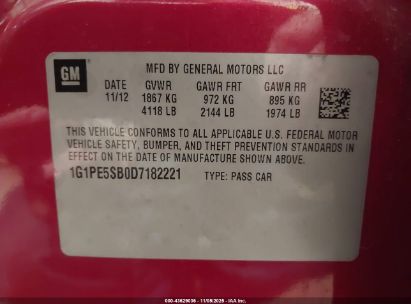 GM
MFD BY GENERAL MOTORS LLC
DATE GVWR GAWR FRT GAWR RR
11/12 1867 KG 972 KG 895 KG
4118 LB 2144 LB 1974 LB
THIS VEHICLE CONFORMS TO ALL APPLICABLE U.S. FEDERAL MOTOR
VEHICLE SAFETY, BUMPER, AND THEFT PREVENTION STANDARDS IN
EFFECT ON THE DATE OF MANUFACTURE SHOWN ABOVE.
1G1PE5SB0D7182221 TYPE: PASS CAR